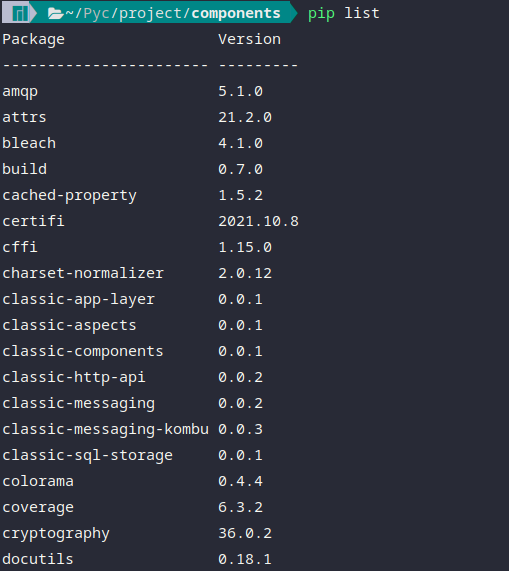 ~/Pyc/project/components pip list
Package Version
----------------------- ---------
amqp 5.1.0
attrs 21.2.0
bleach 4.1.0
build 0.7.0
cached-property 1.5.2
certifi 2021.10.8
cffi 1.15.0
charset-normalizer 2.0.12
classic-app-layer 0.0.1
classic-aspects 0.0.1
classic-components 0.0.1
classic-http-api 0.0.2
classic-messaging 0.0.2
classic-messaging-kombu 0.0.3
classic-sql-storage 0.0.1
colorama 0.4.4
coverage 6.3.2
cryptography 36.0.2
docutils 0.18.1